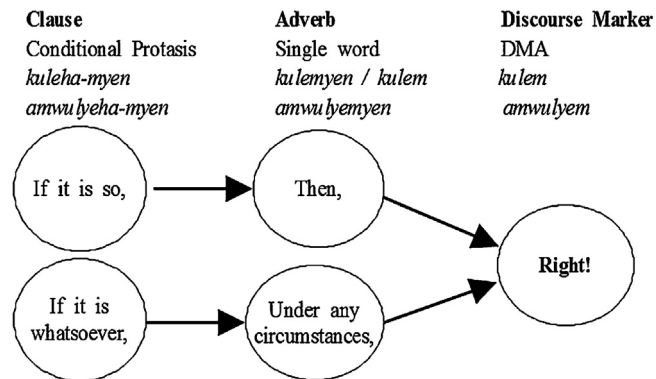 Clause Adverb Discourse Marker
Conditional Protasis Single word DMA
kuleha-myen kulemyen / kulem kulem
amwulyeha-myen amwulyemyen amwulyem
If it is so,
Then,
Right!
If it is
whatsoever,
Under any
circumstances,